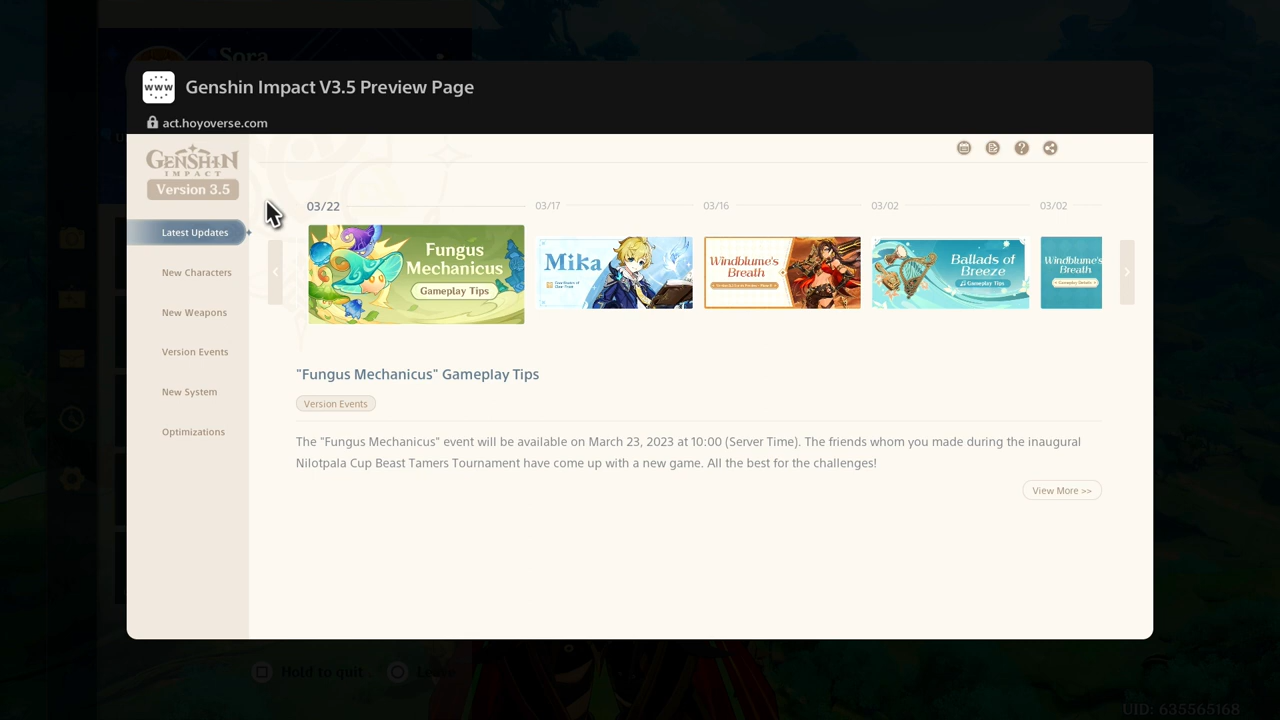 Sora
www
Genshin Impact V3.5 Preview Page
act.hoyoverse.com
GENSHIN
IMPACT
Version 3.5
Latest Updates
New Characters
New Weapons
Version Events
New System
Optimizations
03/22
03/17
03/16
03/02
03/02
Fungus
Mechanicus
Gameplay Tips
Mika
Windblume's
Breath
Ballads of
Breeze
Gameplay Tips
Windblume's
Breath
Gameplay Details
"Fungus Mechanicus" Gameplay Tips
Version Events
The "Fungus Mechanicus" event will be available on March 23, 2023 at 10:00 (Server Time). The friends whom you made during the inaugural
Nilotpala Cup Beast Tamers Tournament have come up with a new game. All the best for the challenges!
View More >>
Hold to quit
UID: 635565168